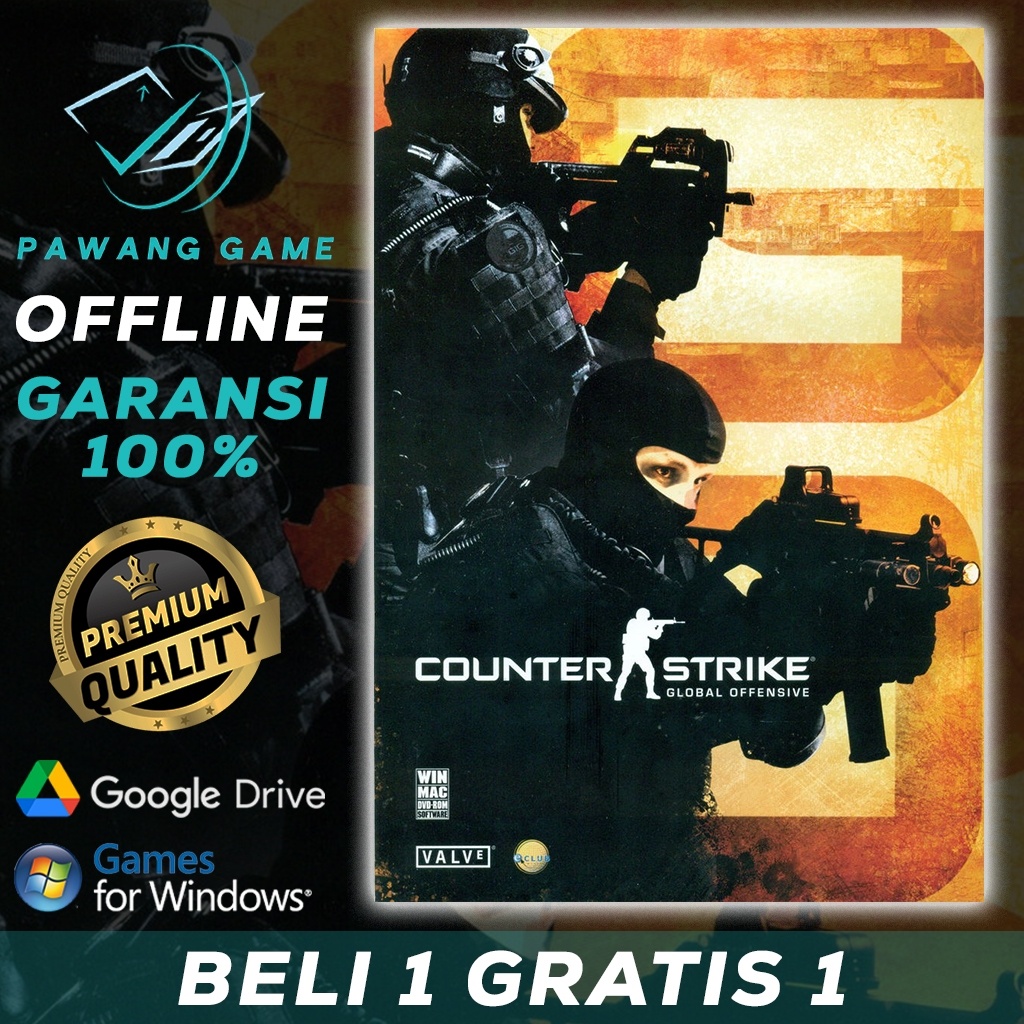 PAWANG GAME
OFFLINE
GARANSI
100%
PREMIUM QUALITY
PREMIUM
QUALITY
Google Drive
Games
for Windows®
COUNTER STRIKE®
GLOBAL OFFENSIVE
WIN
MAC
DVD-ROM
SOFTWARE
VALVE®
CLUB
BELI 1 GRATIS 1